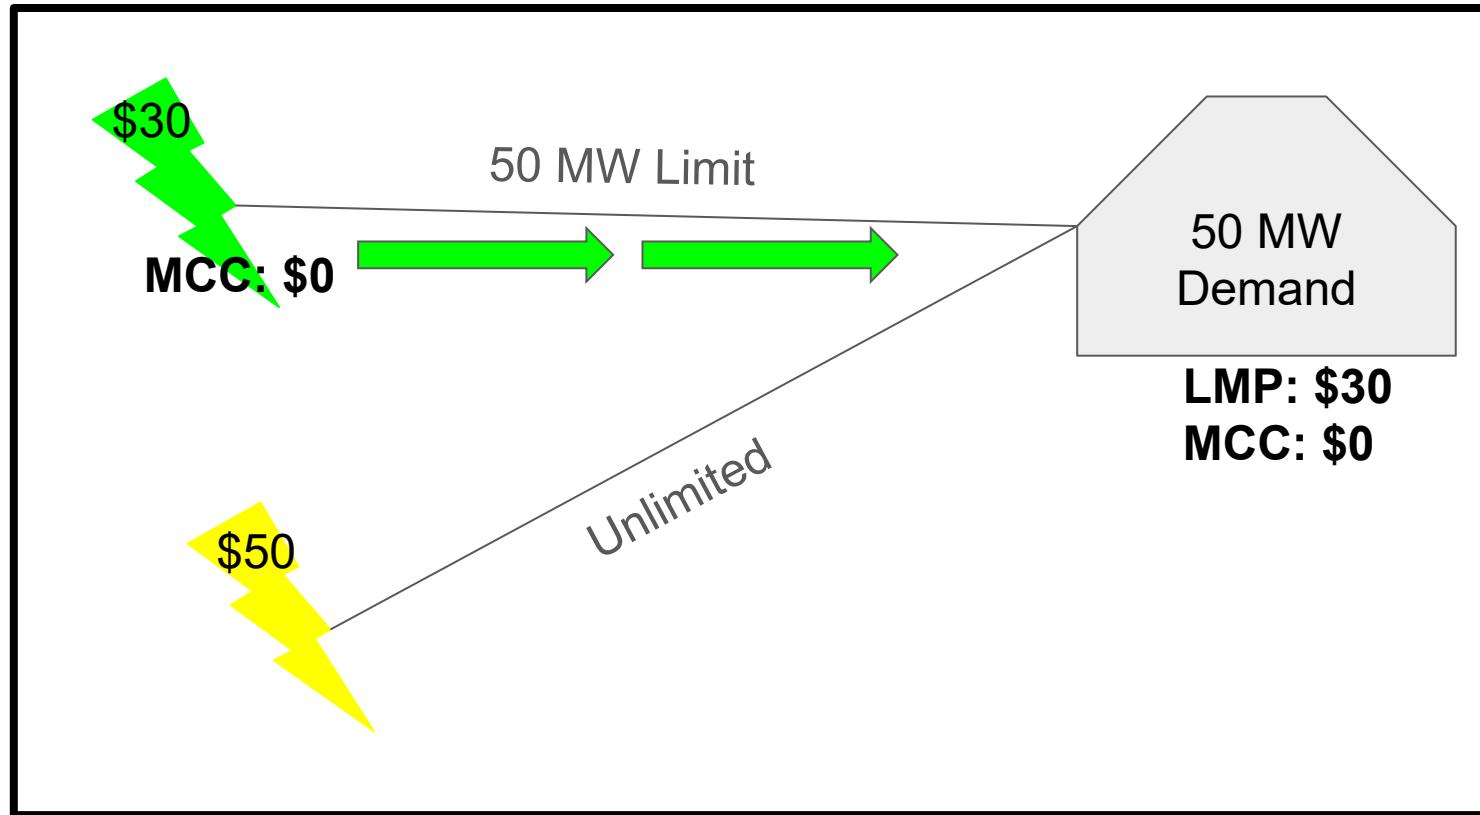 $30
50 MW Limit
MCC: $0
50 MW
Demand
LMP: $30
MCC: $0
Unlimited
$50